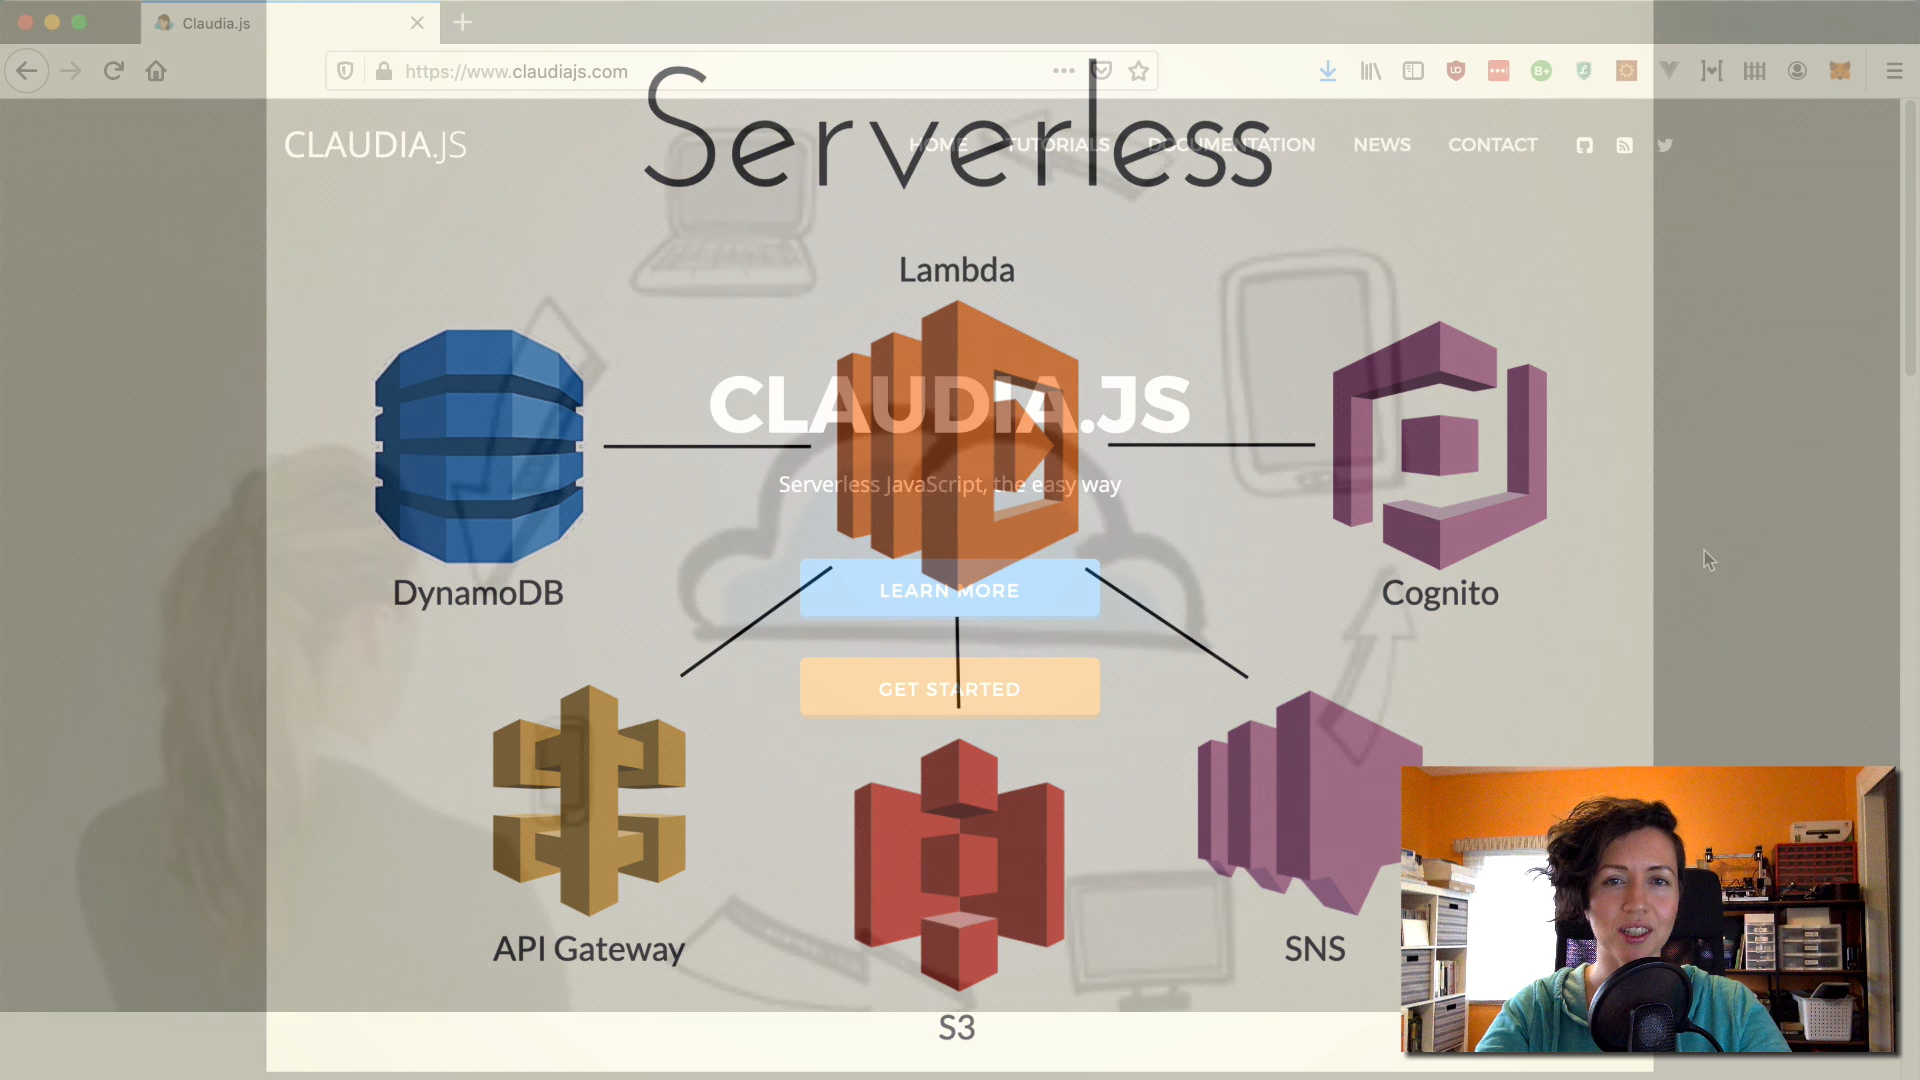 Claudia.js
https://www.claudiajs.com
Serverless
CLAUDIA.JS
HOME TUTORIALS DOCUMENTATION NEWS CONTACT
Lambda
CLAUDIA.JS
Serverless JavaScript, the easy way
DynamoDB
Cognito
LEARN MORE
GET STARTED
API Gateway
SNS
S3